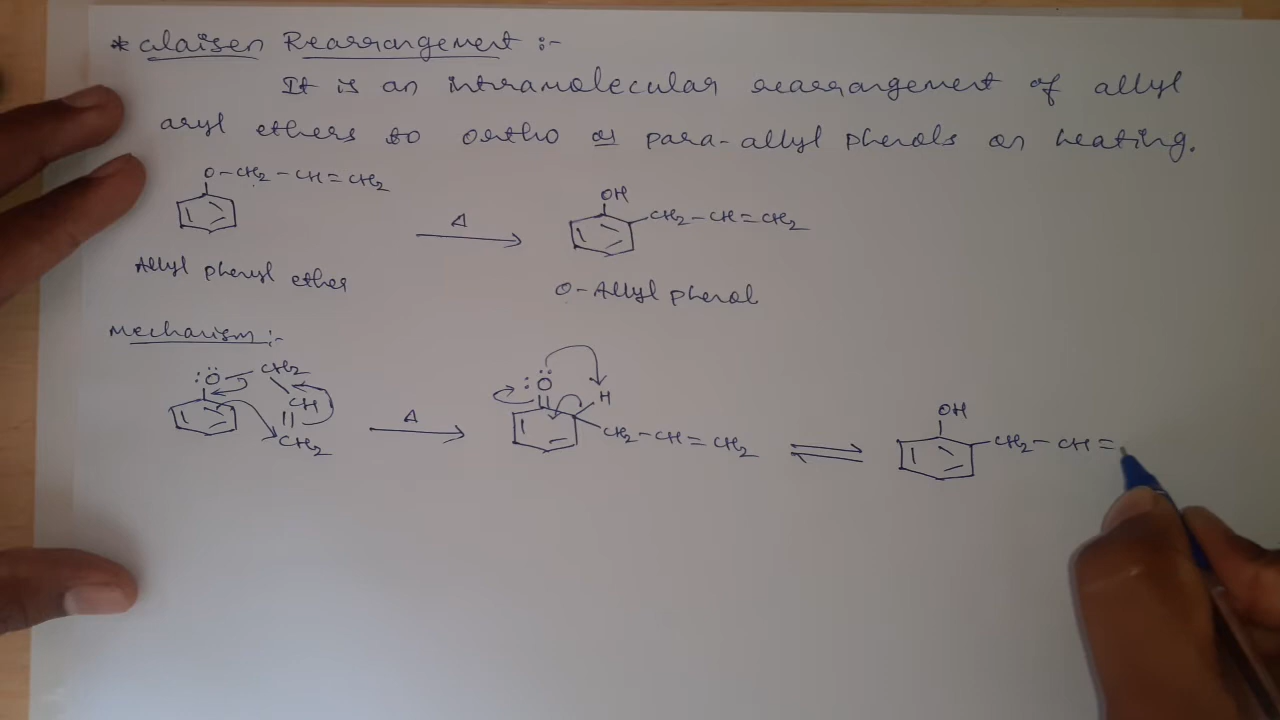 * Claisen Rearrangement :-
It is an intramolecular rearrangement of allyl
aryl ethers to ortho or para-allyl phenols on heating.
O-CH2-CH=CH2
Δ
OH
CH2-CH=CH2
Allyl phenyl ether
O-Allyl phenol
Mechanism:-
:Ö CH2
CH
CH2
Δ
:Ö
H
CH2-CH=CH2
OH
CH2-CH=